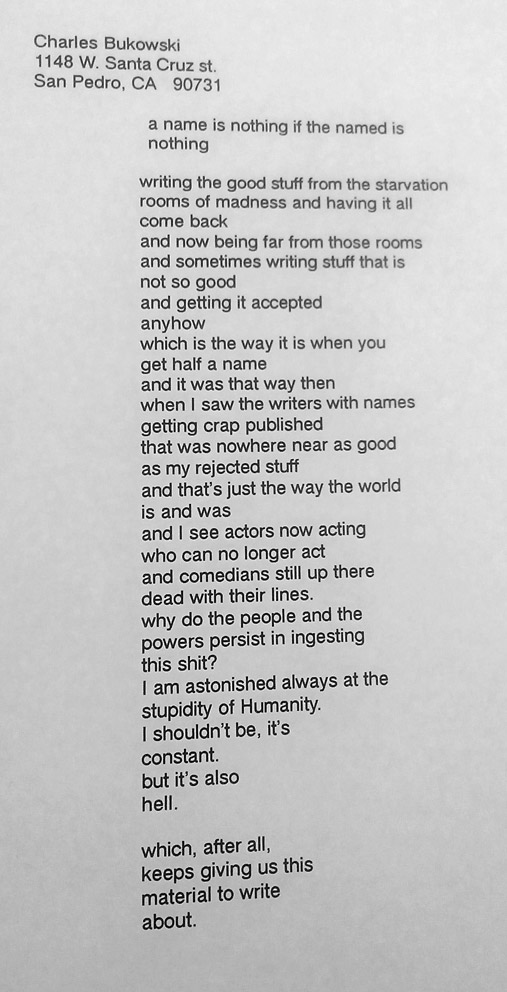 Charles Bukowski
1148 W. Santa Cruz st.
San Pedro, CA 90731
a name is nothing if the named is
nothing
writing the good stuff from the starvation
rooms of madness and having it all
come back
and now being far from those rooms
and sometimes writing stuff that is
not so good
and getting it accepted
anyhow
which is the way it is when you
get half a name
and it was that way then
when I saw the writers with names
getting crap published
that was nowhere near as good
as my rejected stuff
and that's just the way the world
is and was
and I see actors now acting
who can no longer act
and comedians still up there
dead with their lines.
why do the people and the
powers persist in ingesting
this shit?
I am astonished always at the
stupidity of Humanity.
I shouldn't be, it's
constant.
but it's also
hell.
which, after all,
keeps giving us this
material to write
about.